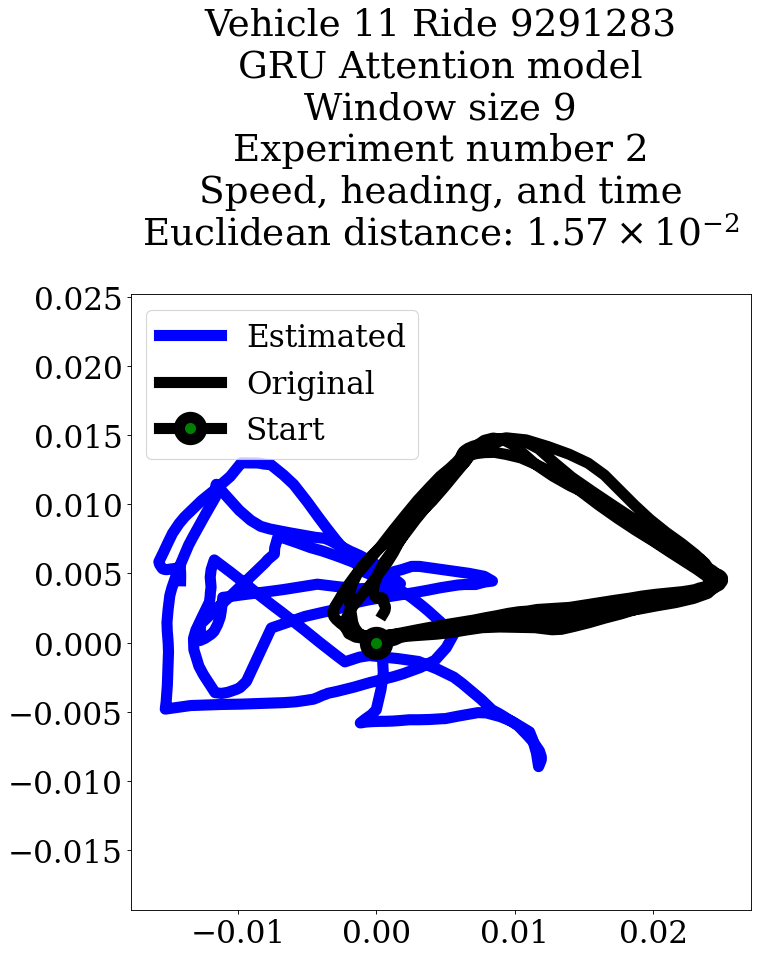 Vehicle 11 Ride 9291283
GRU Attention model
Window size 9
Experiment number 2
Speed, heading, and time
Euclidean distance: 1.57 × 10⁻²
Estimated
Original
Start
0.025
0.020
0.015
0.010
0.005
0.000
−0.005
−0.010
−0.015
−0.01 0.00 0.01 0.02